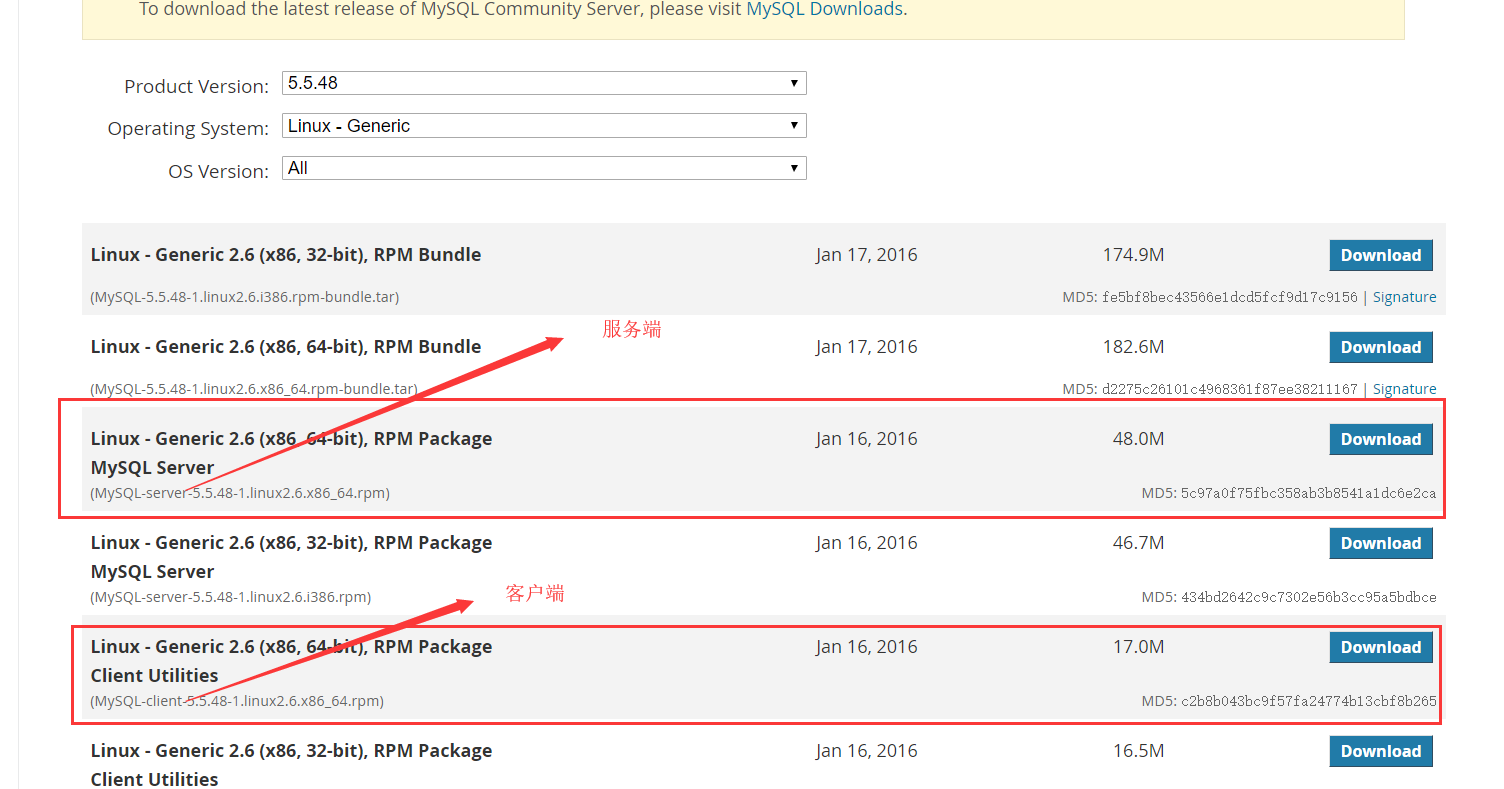 To download the latest release of MySQL Community Server, please visit MySQL Downloads.
Product Version: 5.5.48
Operating System: Linux - Generic
OS Version: All
Linux - Generic 2.6 (x86, 32-bit), RPM Bundle Jan 17, 2016 174.9M Download
(MySQL-5.5.48-1.linux2.6.i386.rpm-bundle.tar) MD5: fe5bf8bec43566e1dcd5fcf9d17c9156 | Signature
服务端
Linux - Generic 2.6 (x86, 64-bit), RPM Bundle Jan 17, 2016 182.6M Download
(MySQL-5.5.48-1.linux2.6.x86_64.rpm-bundle.tar) MD5: d2275c26101c4968361f87ee38211167 | Signature
Linux - Generic 2.6 (x86, 64-bit), RPM Package Jan 16, 2016 48.0M Download
MySQL Server
(MySQL-server-5.5.48-1.linux2.6.x86_64.rpm) MD5: 5c97a0f75fbc358ab3b8541a1dc6e2ca
Linux - Generic 2.6 (x86, 32-bit), RPM Package Jan 16, 2016 46.7M Download
MySQL Server
(MySQL-server-5.5.48-1.linux2.6.i386.rpm) MD5: 434bd2642c9c7302e56b3cc95a5bdbce
客户端
Linux - Generic 2.6 (x86, 64-bit), RPM Package Jan 16, 2016 17.0M Download
Client Utilities
(MySQL-client-5.5.48-1.linux2.6.x86_64.rpm) MD5: c2b8b043bc9f57fa24774b13cbf8b265
Linux - Generic 2.6 (x86, 32-bit), RPM Package Jan 16, 2016 16.5M Download
Client Utilities